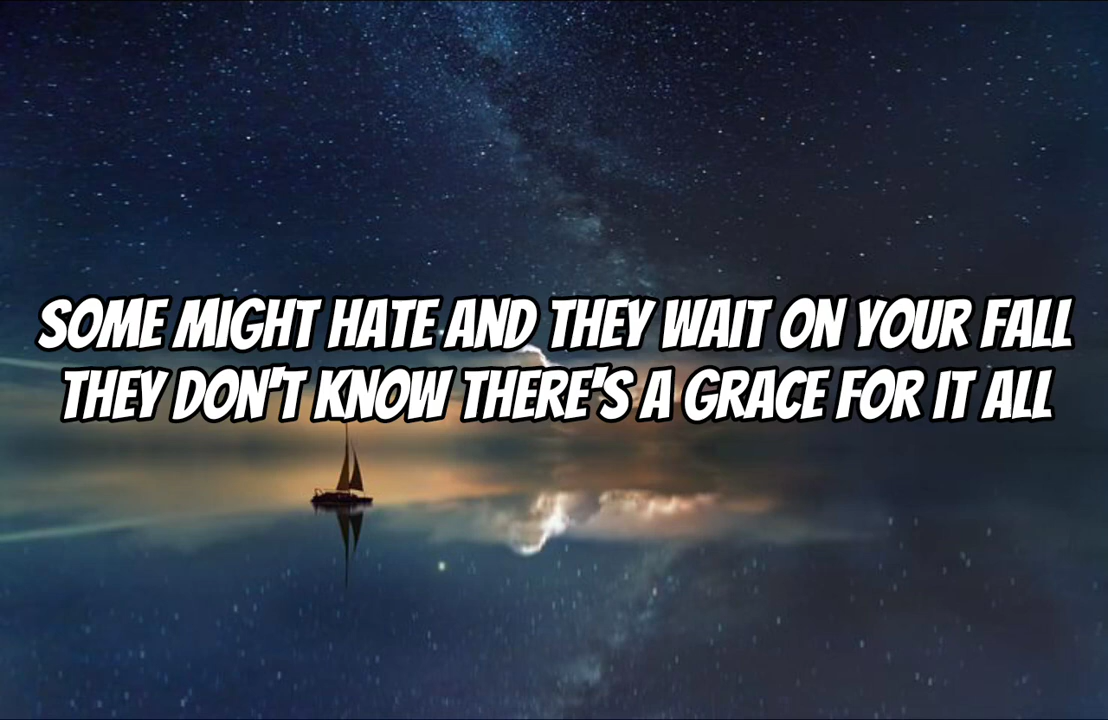 SOME MIGHT HATE AND THEY WAIT ON YOUR FALL
THEY DON'T KNOW THERE'S A GRACE FOR IT ALL